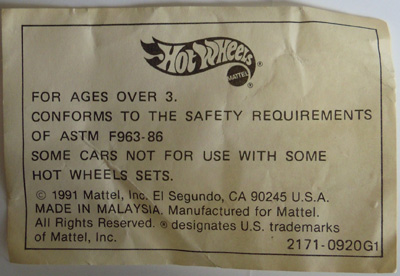 Hot Wheels ®
MATTEL ®
FOR AGES OVER 3.
CONFORMS TO THE SAFETY REQUIREMENTS
OF ASTM F963-86
SOME CARS NOT FOR USE WITH SOME
HOT WHEELS SETS.
© 1991 Mattel, Inc. El Segundo, CA 90245 U.S.A.
MADE IN MALAYSIA. Manufactured for Mattel.
All Rights Reserved. ® designates U.S. trademarks
of Mattel, Inc.
2171-0920G1